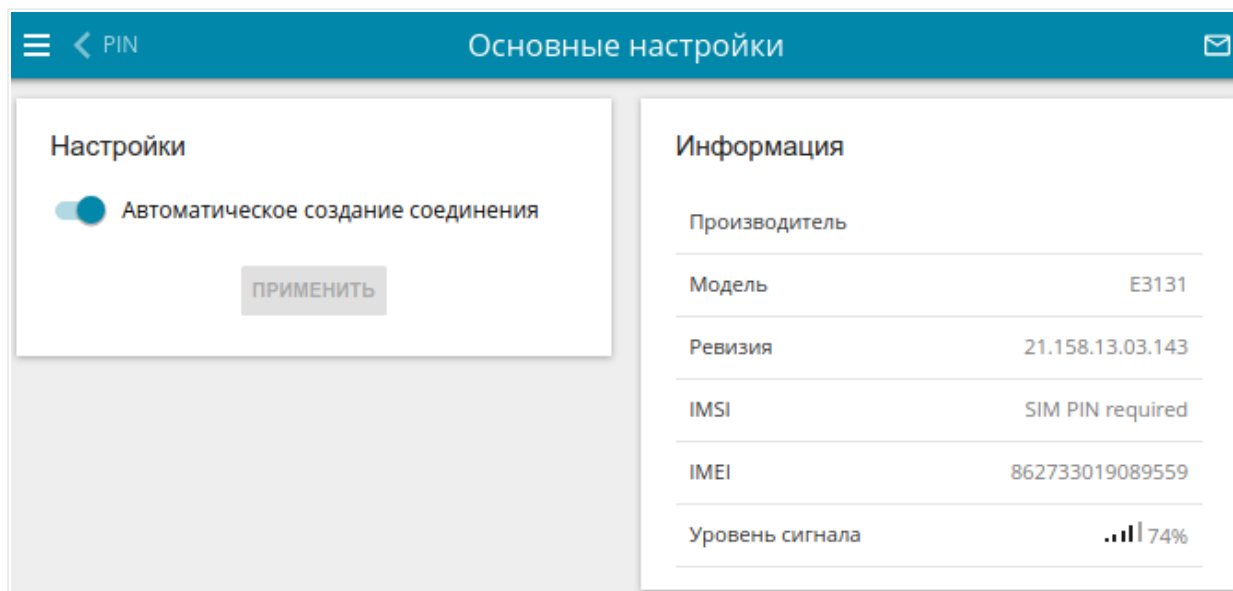 PIN
Основные настройки
Настройки
Автоматическое создание соединения
ПРИМЕНИТЬ
Информация
Производитель
Модель E3131
Ревизия 21.158.13.03.143
IMSI SIM PIN required
IMEI 862733019089559
Уровень сигнала 74%